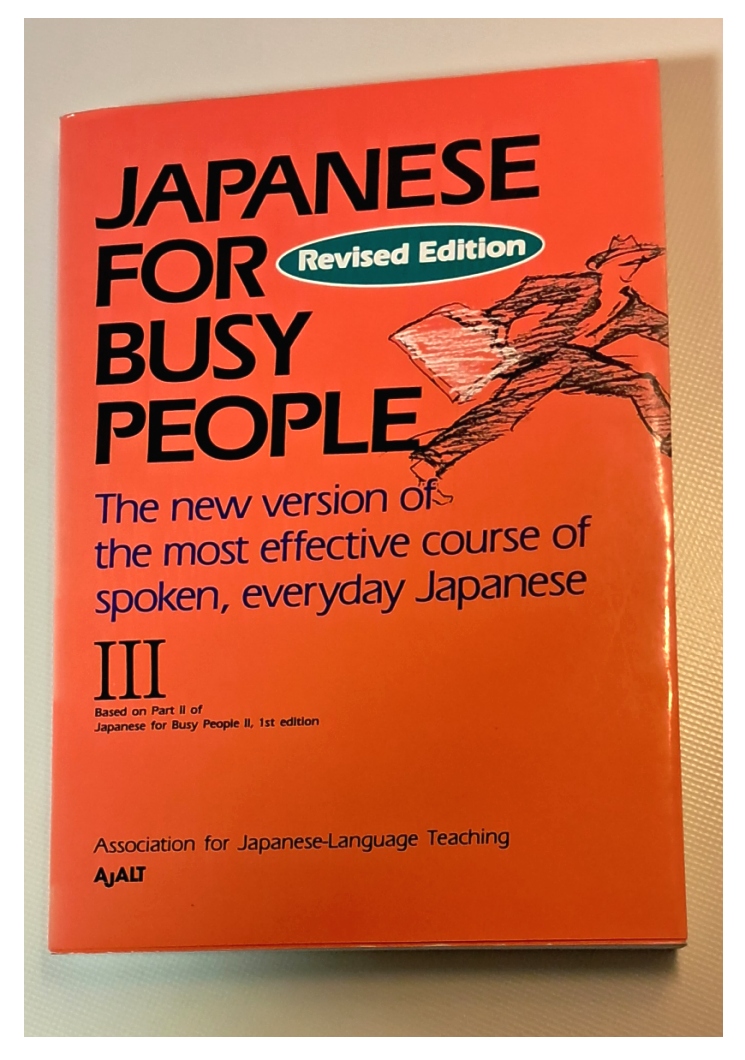 JAPANESE
FOR
Revised Edition
BUSY
PEOPLE
The new version of
the most effective course of
spoken, everyday Japanese
III
Based on Part II of
Japanese for Busy People II, 1st edition
Association for Japanese-Language Teaching
AJALT